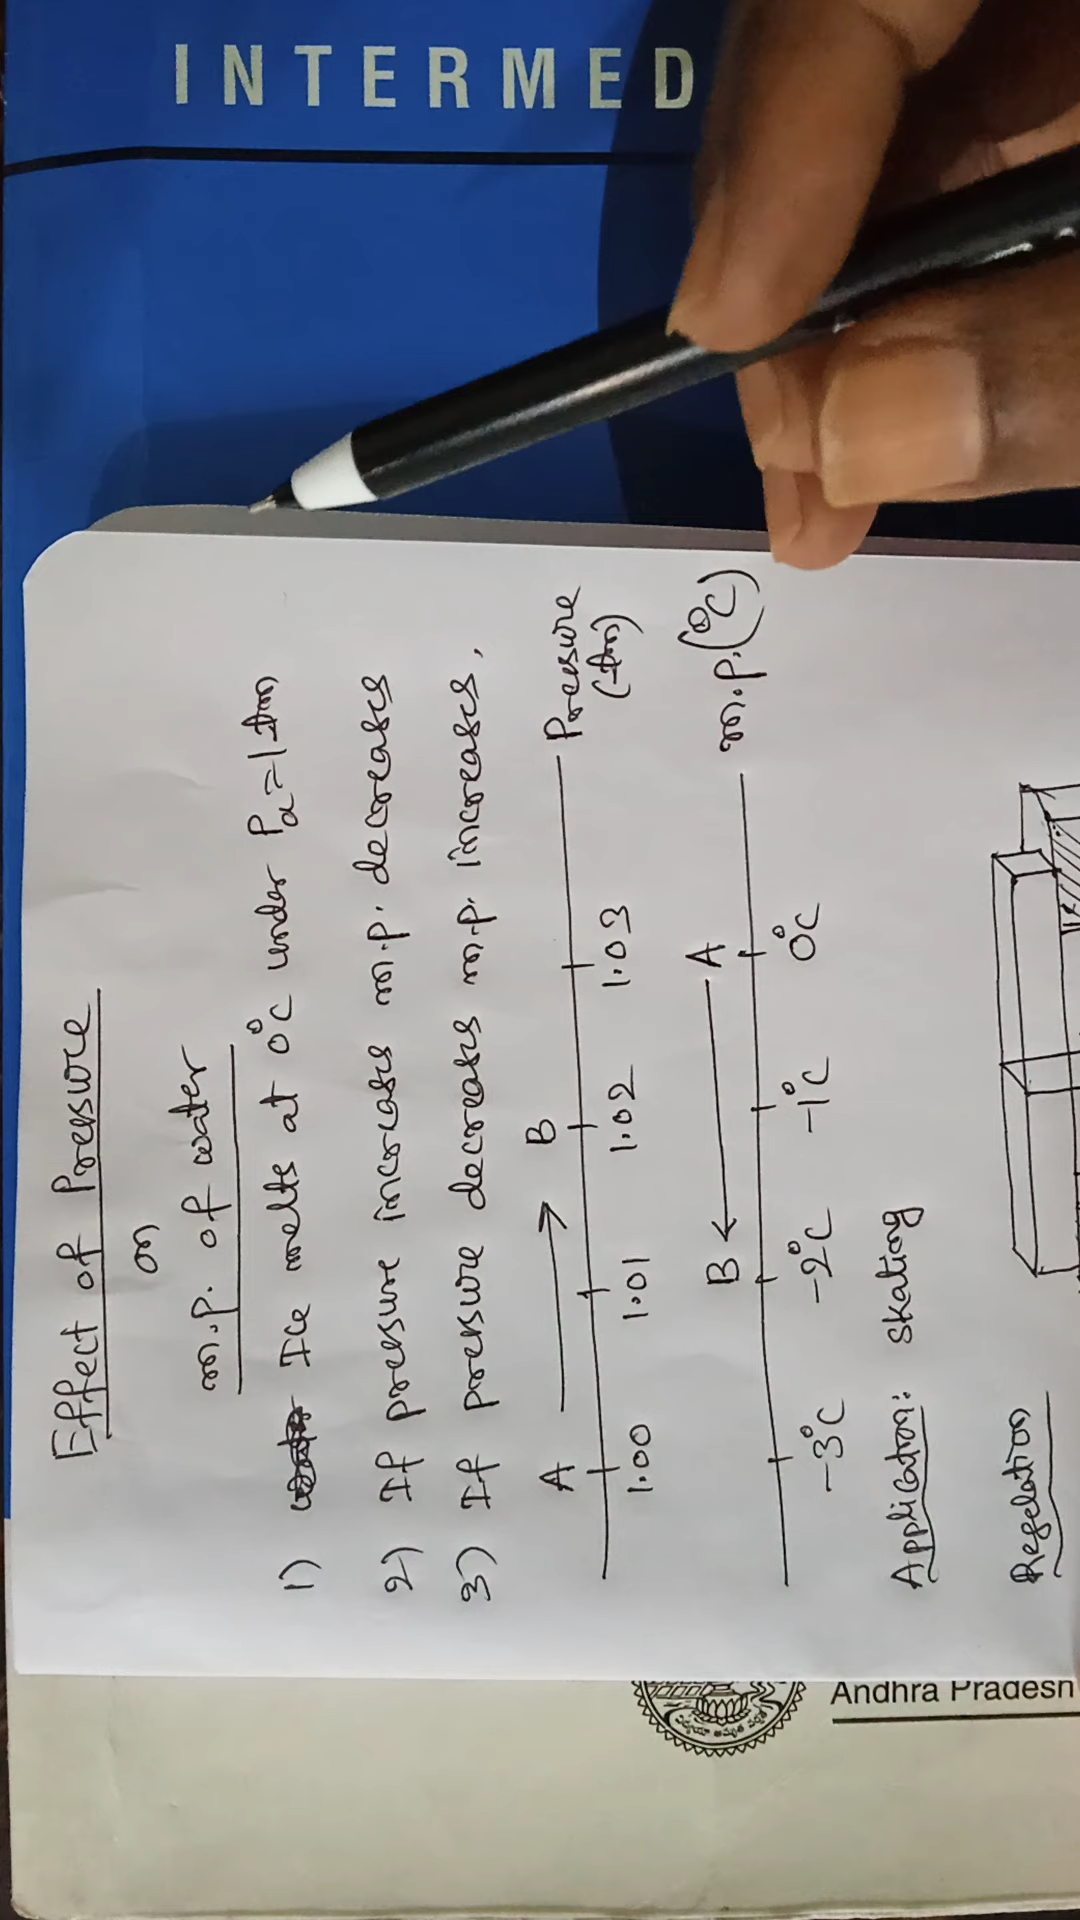 INTERMED
Effect of Pressure
on
m.p. of water
1) Ice melts at 0°C under Pa=1atm
2) If pressure increases m.p. decreases
3) If pressure decreases m.p. increases,
A B Pressure
1.00 1.01 1.02 1.03 (atm)
B A m.p.(°C)
-3°C -2°C -1°C 0°C
Application: skating
Regelation
Andhra Pradesh